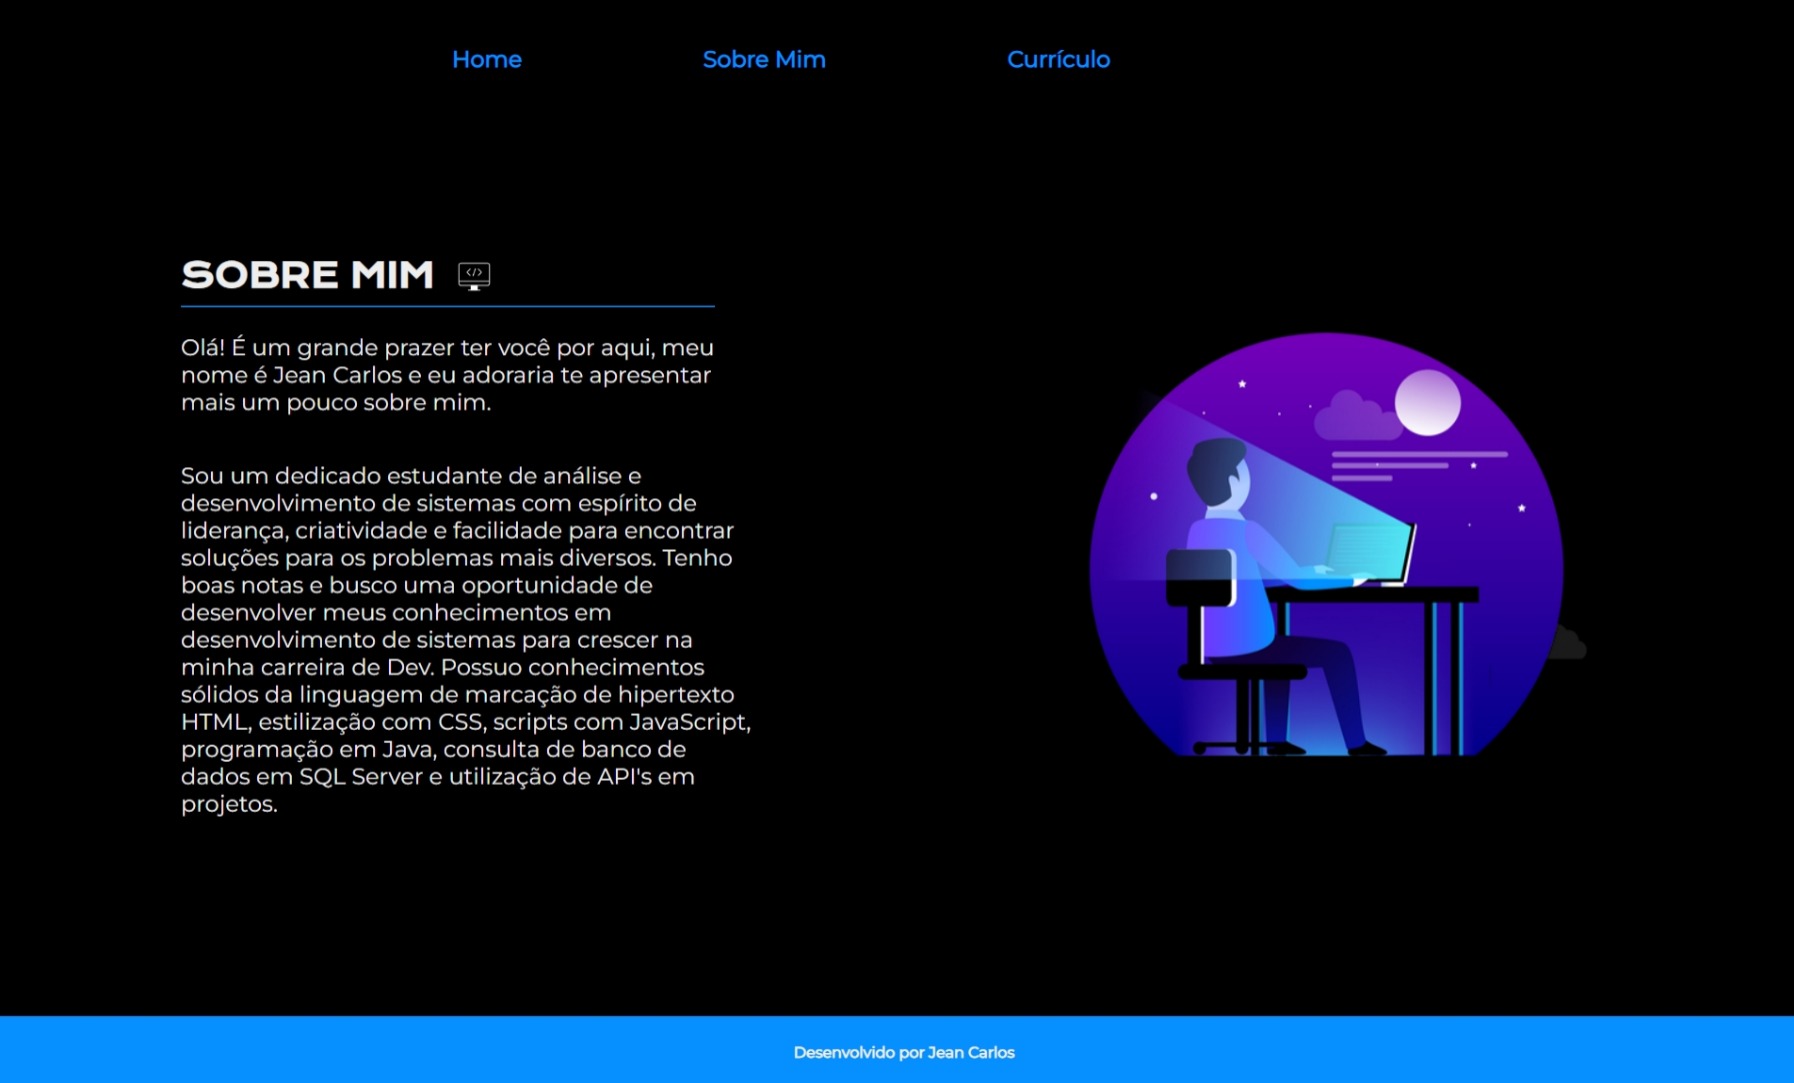 Home
Sobre Mim
Currículo
SOBRE MIM
</>
Olá! É um grande prazer ter você por aqui, meu
nome é Jean Carlos e eu adoraria te apresentar
mais um pouco sobre mim.
Sou um dedicado estudante de análise e
desenvolvimento de sistemas com espírito de
liderança, criatividade e facilidade para encontrar
soluções para os problemas mais diversos. Tenho
boas notas e busco uma oportunidade de
desenvolver meus conhecimentos em
desenvolvimento de sistemas para crescer na
minha carreira de Dev. Possuo conhecimentos
sólidos da linguagem de marcação de hipertexto
HTML, estilização com CSS, scripts com JavaScript,
programação em Java, consulta de banco de
dados em SQL Server e utilização de API's em
projetos.
Desenvolvido por Jean Carlos